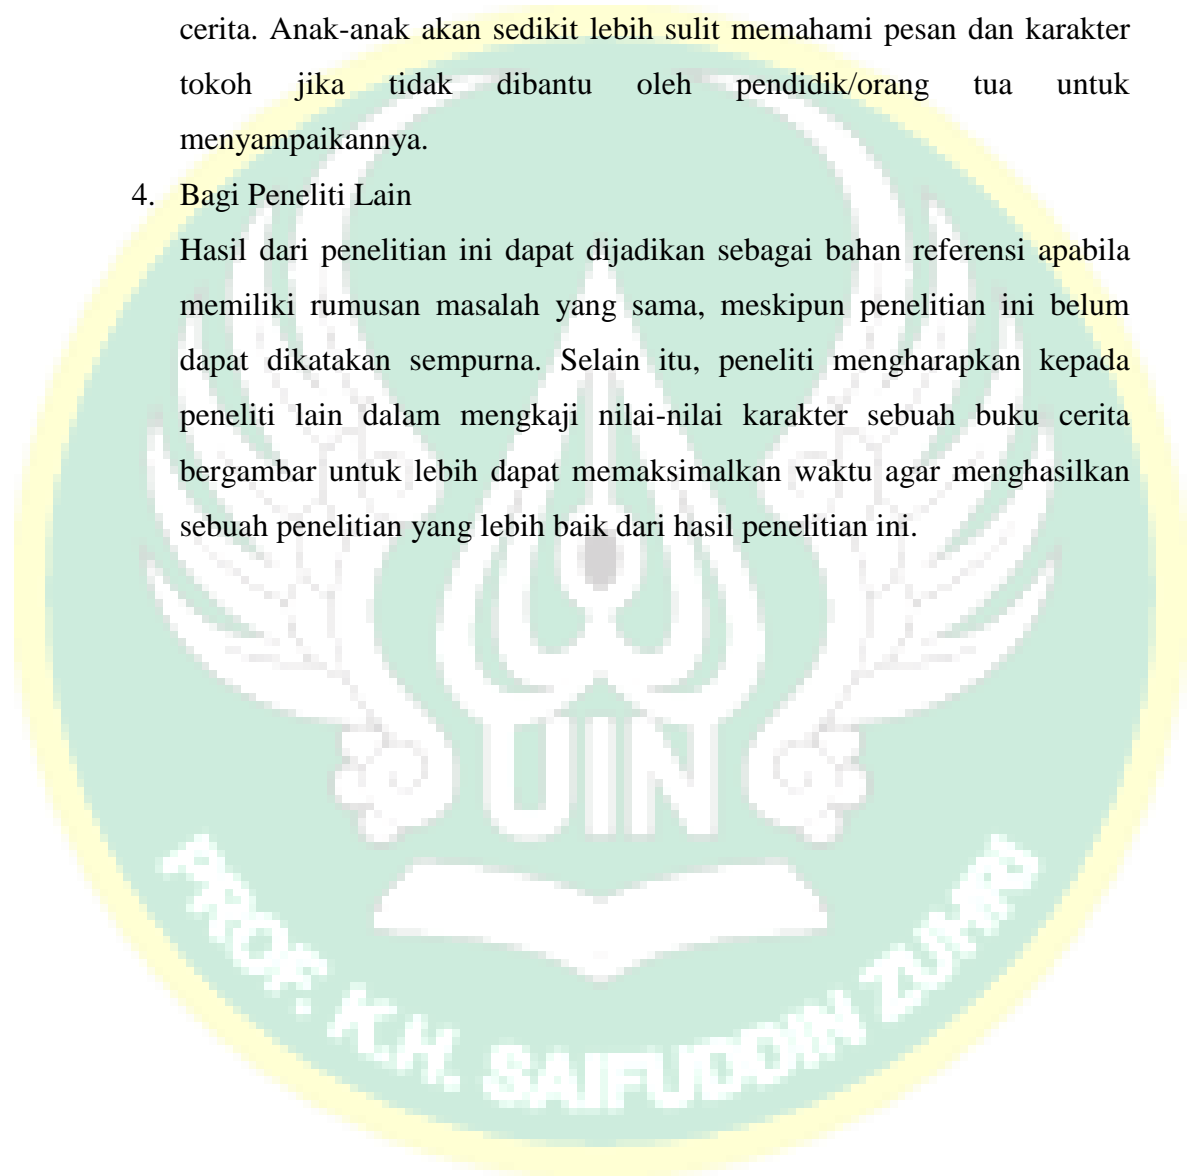 cerita. Anak-anak akan sedikit lebih sulit memahami pesan dan karakter
tokoh jika tidak dibantu oleh pendidik/orang tua untuk
menyampaikannya.
4. Bagi Peneliti Lain
Hasil dari penelitian ini dapat dijadikan sebagai bahan referensi apabila
memiliki rumusan masalah yang sama, meskipun penelitian ini belum
dapat dikatakan sempurna. Selain itu, peneliti mengharapkan kepada
peneliti lain dalam mengkaji nilai-nilai karakter sebuah buku cerita
bergambar untuk lebih dapat memaksimalkan waktu agar menghasilkan
sebuah penelitian yang lebih baik dari hasil penelitian ini.
UIN
PROF. K.H. SAIFUDDIN ZUHRI